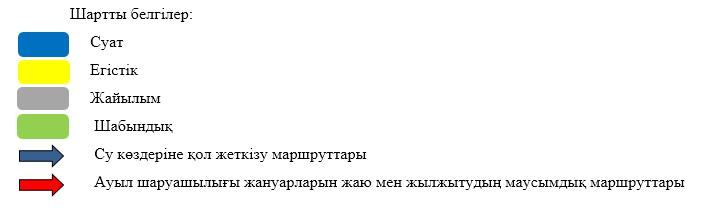 Шартты белгілер:
Суат
Егістік
Жайылым
Шабындық
Су көздеріне қол жеткізу маршруттары
Ауыл шаруашылығы жануарларын жаю мен жылжытудың маусымдық маршруттары